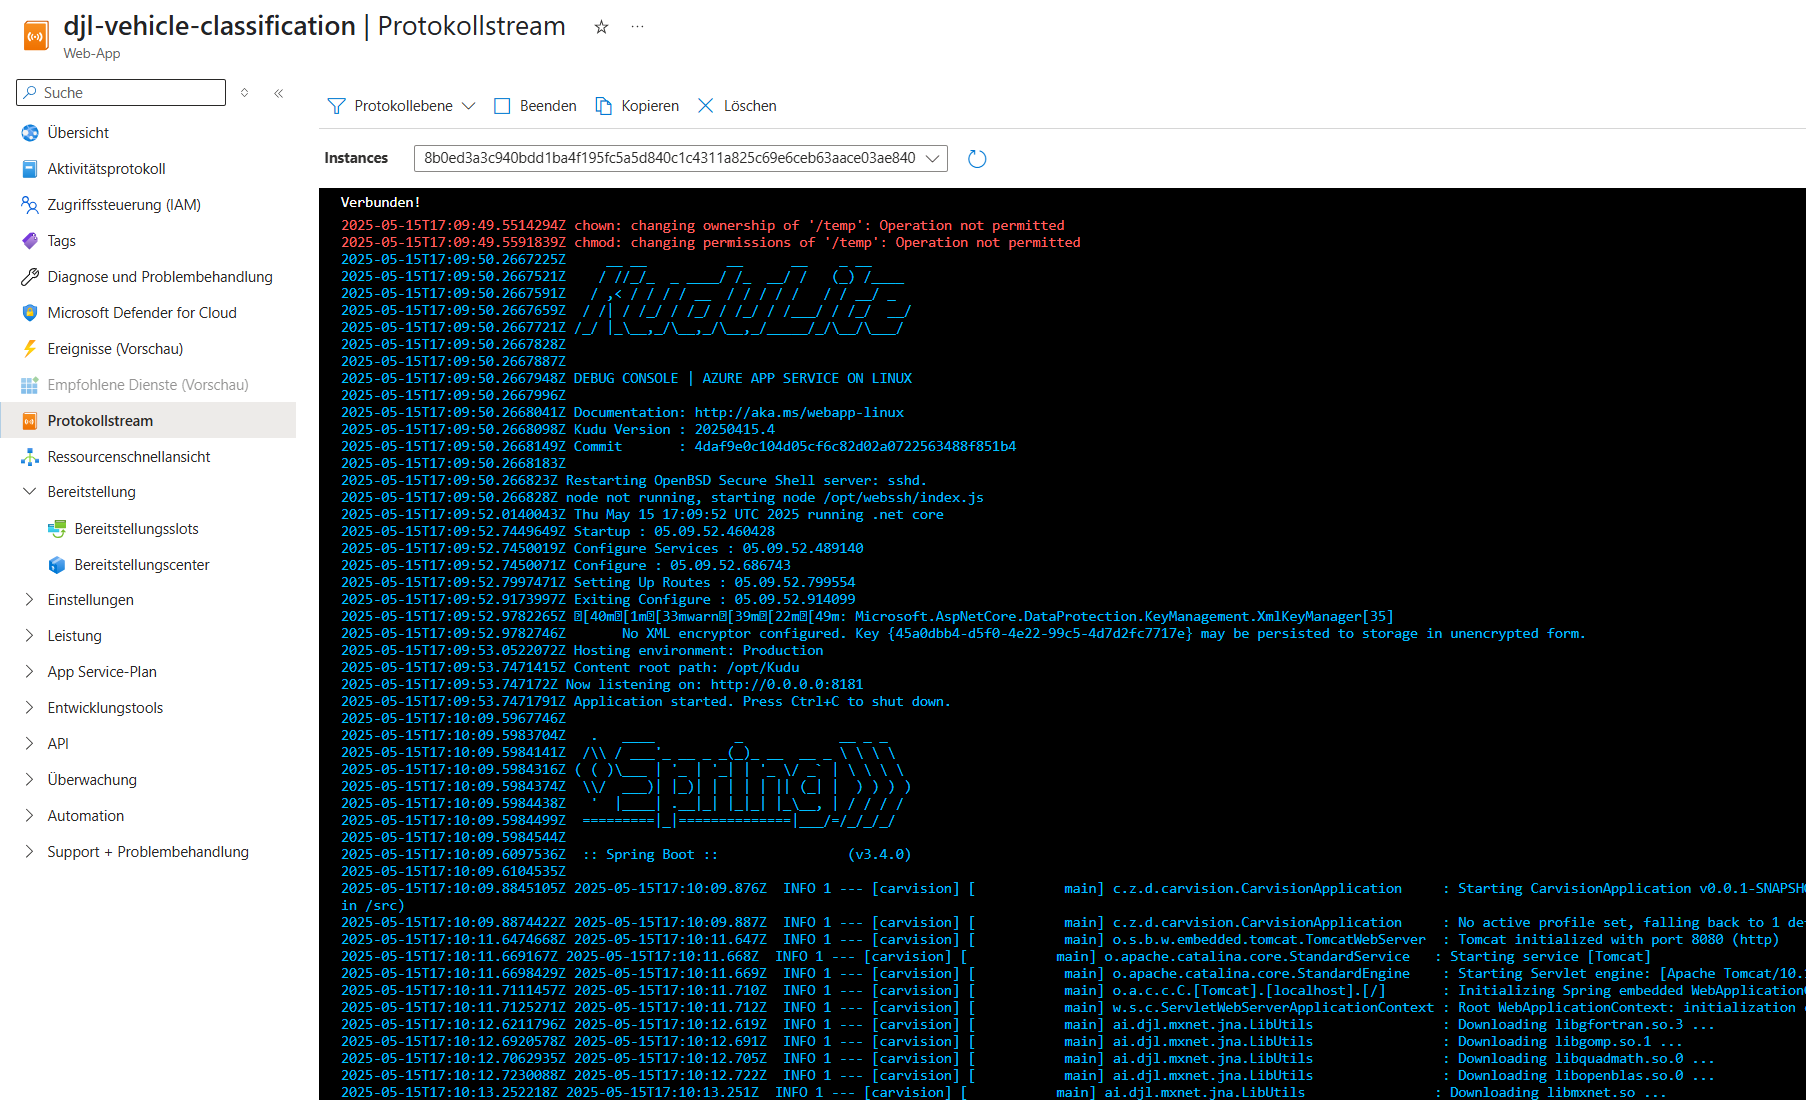 djl-vehicle-classification | Protokollstream
Web-App
Suche
Übersicht
Aktivitätsprotokoll
Zugriffssteuerung (IAM)
Tags
Diagnose und Problembehandlung
Microsoft Defender for Cloud
Ereignisse (Vorschau)
Empfohlene Dienste (Vorschau)
Protokollstream
Ressourcenschnellansicht
Bereitstellung
Bereitstellungsslots
Bereitstellungscenter
Einstellungen
Leistung
App Service-Plan
Entwicklungstools
API
Überwachung
Automation
Support + Problembehandlung
Protokollebene
Beenden
Kopieren
Löschen
Instances
8b0ed3a3c940bdd1ba4f195fc5a5d840c1c4311a825c69e6ceb63aace03ae840
Verbunden!
2025-05-15T17:09:49.5514294Z chown: changing ownership of '/temp': Operation not permitted
2025-05-15T17:09:49.5591839Z chmod: changing permissions of '/temp': Operation not permitted
2025-05-15T17:09:50.2667225Z
2025-05-15T17:09:50.2667521Z
2025-05-15T17:09:50.2667591Z
2025-05-15T17:09:50.2667659Z
2025-05-15T17:09:50.2667721Z
KuduLite
2025-05-15T17:09:50.2667828Z
2025-05-15T17:09:50.2667887Z
2025-05-15T17:09:50.2667948Z DEBUG CONSOLE | AZURE APP SERVICE ON LINUX
2025-05-15T17:09:50.2667996Z
2025-05-15T17:09:50.2668041Z Documentation: http://aka.ms/webapp-linux
2025-05-15T17:09:50.2668098Z Kudu Version : 20250415.4
2025-05-15T17:09:50.2668149Z Commit : 4daf9e0c104d05cf6c82d02a0722563488f851b4
2025-05-15T17:09:50.2668183Z
2025-05-15T17:09:50.266823Z Restarting OpenBSD Secure Shell server: sshd.
2025-05-15T17:09:50.266828Z node not running, starting node /opt/webssh/index.js
2025-05-15T17:09:52.0140043Z Thu May 15 17:09:52 UTC 2025 running .net core
2025-05-15T17:09:52.7449649Z Startup : 05.09.52.460428
2025-05-15T17:09:52.7450019Z Configure Services : 05.09.52.489140
2025-05-15T17:09:52.7450071Z Configure : 05.09.52.686743
2025-05-15T17:09:52.7997471Z Setting Up Routes : 05.09.52.799554
2025-05-15T17:09:52.9173997Z Exiting Configure : 05.09.52.914099
2025-05-15T17:09:52.9782265Z [40m[1m[33mwarn[39m[22m[49m: Microsoft.AspNetCore.DataProtection.KeyManagement.XmlKeyManager[35]
2025-05-15T17:09:52.9782746Z No XML encryptor configured. Key {45a0dbb4-d5f0-4e22-99c5-4d7d2fc7717e} may be persisted to storage in unencrypted form.
2025-05-15T17:09:53.0522072Z Hosting environment: Production
2025-05-15T17:09:53.7471415Z Content root path: /opt/Kudu
2025-05-15T17:09:53.747172Z Now listening on: http://0.0.0.0:8181
2025-05-15T17:09:53.7471791Z Application started. Press Ctrl+C to shut down.
2025-05-15T17:10:09.5967746Z
2025-05-15T17:10:09.5983704Z
2025-05-15T17:10:09.5984141Z
2025-05-15T17:10:09.5984316Z
2025-05-15T17:10:09.5984374Z
2025-05-15T17:10:09.5984438Z
2025-05-15T17:10:09.5984499Z
Spring
2025-05-15T17:10:09.5984544Z
2025-05-15T17:10:09.6097536Z :: Spring Boot :: (v3.4.0)
2025-05-15T17:10:09.6104535Z
2025-05-15T17:10:09.8845105Z 2025-05-15T17:10:09.876Z INFO 1 --- [carvision] [ main] c.z.d.carvision.CarvisionApplication : Starting CarvisionApplication v0.0.1-SNAPSH
in /src)
2025-05-15T17:10:09.8874422Z 2025-05-15T17:10:09.887Z INFO 1 --- [carvision] [ main] c.z.d.carvision.CarvisionApplication : No active profile set, falling back to 1 de
2025-05-15T17:10:11.6474668Z 2025-05-15T17:10:11.647Z INFO 1 --- [carvision] [ main] o.s.b.w.embedded.tomcat.TomcatWebServer : Tomcat initialized with port 8080 (http)
2025-05-15T17:10:11.669167Z 2025-05-15T17:10:11.668Z INFO 1 --- [carvision] [ main] o.apache.catalina.core.StandardService : Starting service [Tomcat]
2025-05-15T17:10:11.6698429Z 2025-05-15T17:10:11.669Z INFO 1 --- [carvision] [ main] o.apache.catalina.core.StandardEngine : Starting Servlet engine: [Apache Tomcat/10.
2025-05-15T17:10:11.7111457Z 2025-05-15T17:10:11.710Z INFO 1 --- [carvision] [ main] o.a.c.c.C.[Tomcat].[localhost].[/] : Initializing Spring embedded WebApplication
2025-05-15T17:10:11.7125271Z 2025-05-15T17:10:11.712Z INFO 1 --- [carvision] [ main] w.s.c.ServletWebServerApplicationContext : Root WebApplicationContext: initialization
2025-05-15T17:10:12.6211796Z 2025-05-15T17:10:12.619Z INFO 1 --- [carvision] [ main] ai.djl.mxnet.jna.LibUtils : Downloading libgfortran.so.3 ...
2025-05-15T17:10:12.6920578Z 2025-05-15T17:10:12.691Z INFO 1 --- [carvision] [ main] ai.djl.mxnet.jna.LibUtils : Downloading libgomp.so.1 ...
2025-05-15T17:10:12.7062935Z 2025-05-15T17:10:12.705Z INFO 1 --- [carvision] [ main] ai.djl.mxnet.jna.LibUtils : Downloading libquadmath.so.0 ...
2025-05-15T17:10:12.7230088Z 2025-05-15T17:10:12.722Z INFO 1 --- [carvision] [ main] ai.djl.mxnet.jna.LibUtils : Downloading libopenblas.so.0 ...
2025-05-15T17:10:13.252218Z 2025-05-15T17:10:13.251Z INFO 1 --- [carvision] [ main] ai.djl.mxnet.jna.LibUtils : Downloading libmxnet.so ...